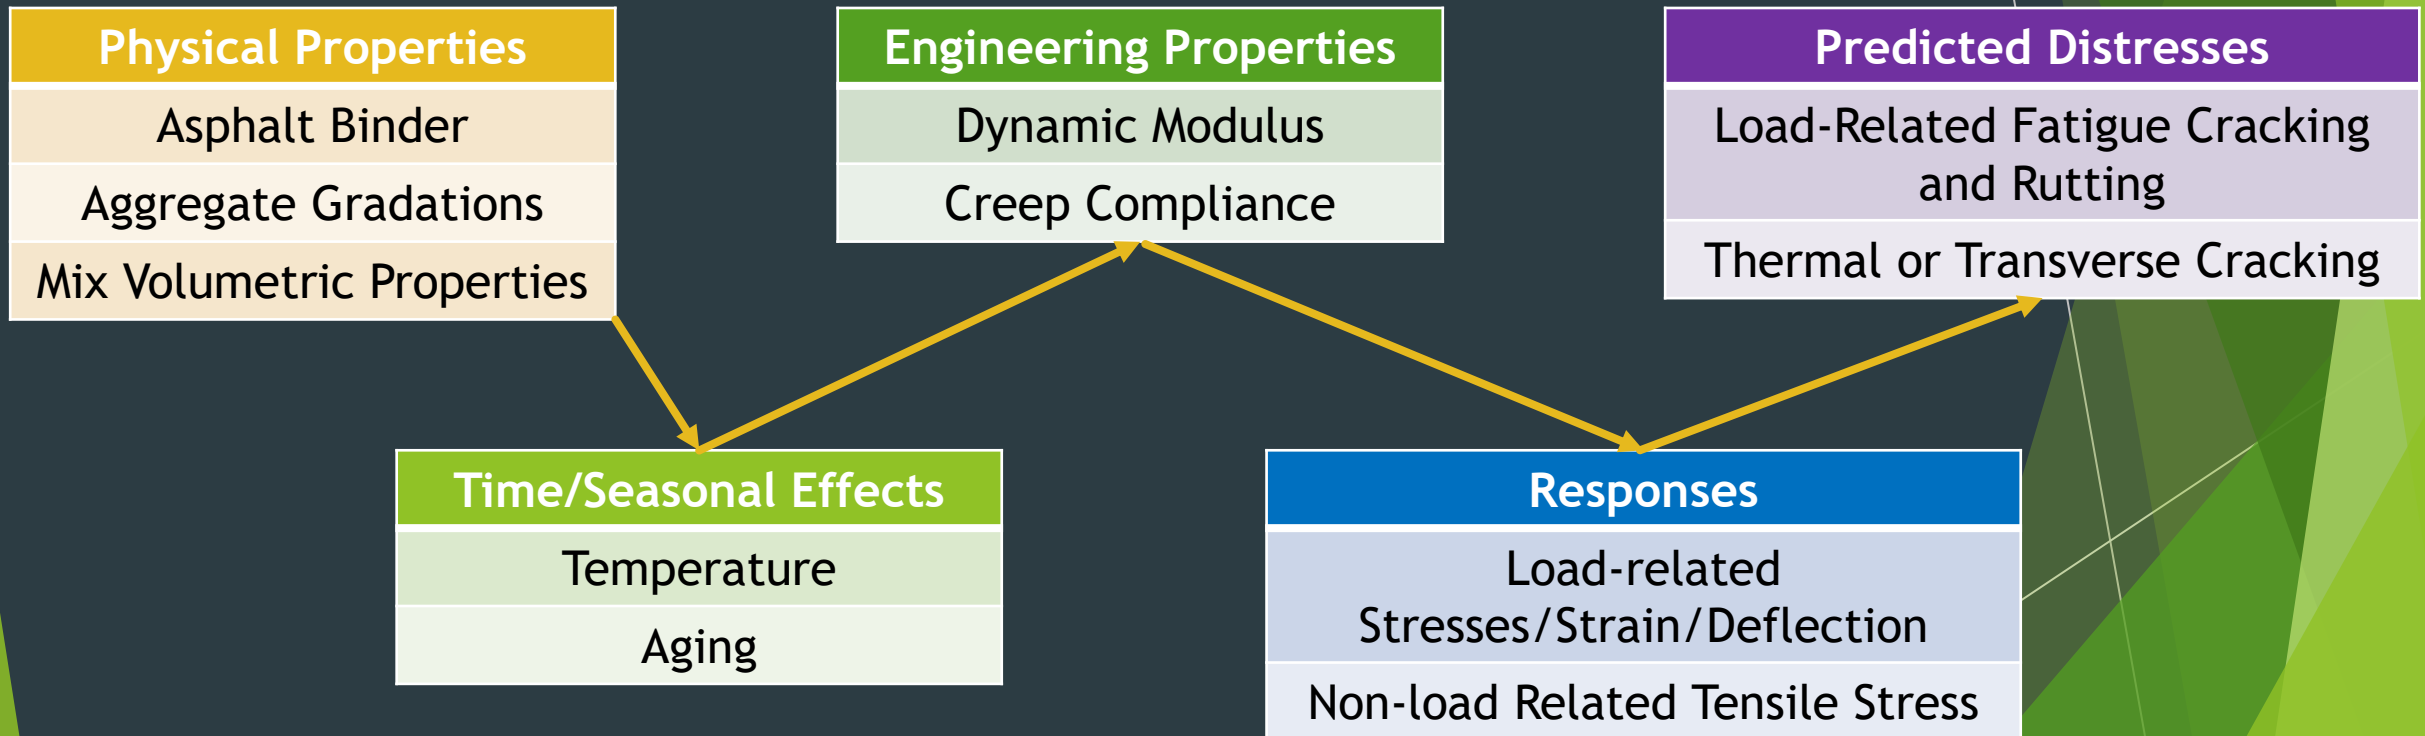 Physical Properties
Asphalt Binder
Aggregate Gradations
Mix Volumetric Properties
Engineering Properties
Dynamic Modulus
Creep Compliance
Predicted Distresses
Load-Related Fatigue Cracking
and Rutting
Thermal or Transverse Cracking
Time/Seasonal Effects
Temperature
Aging
Responses
Load-related
Stresses/Strain/Deflection
Non-load Related Tensile Stress